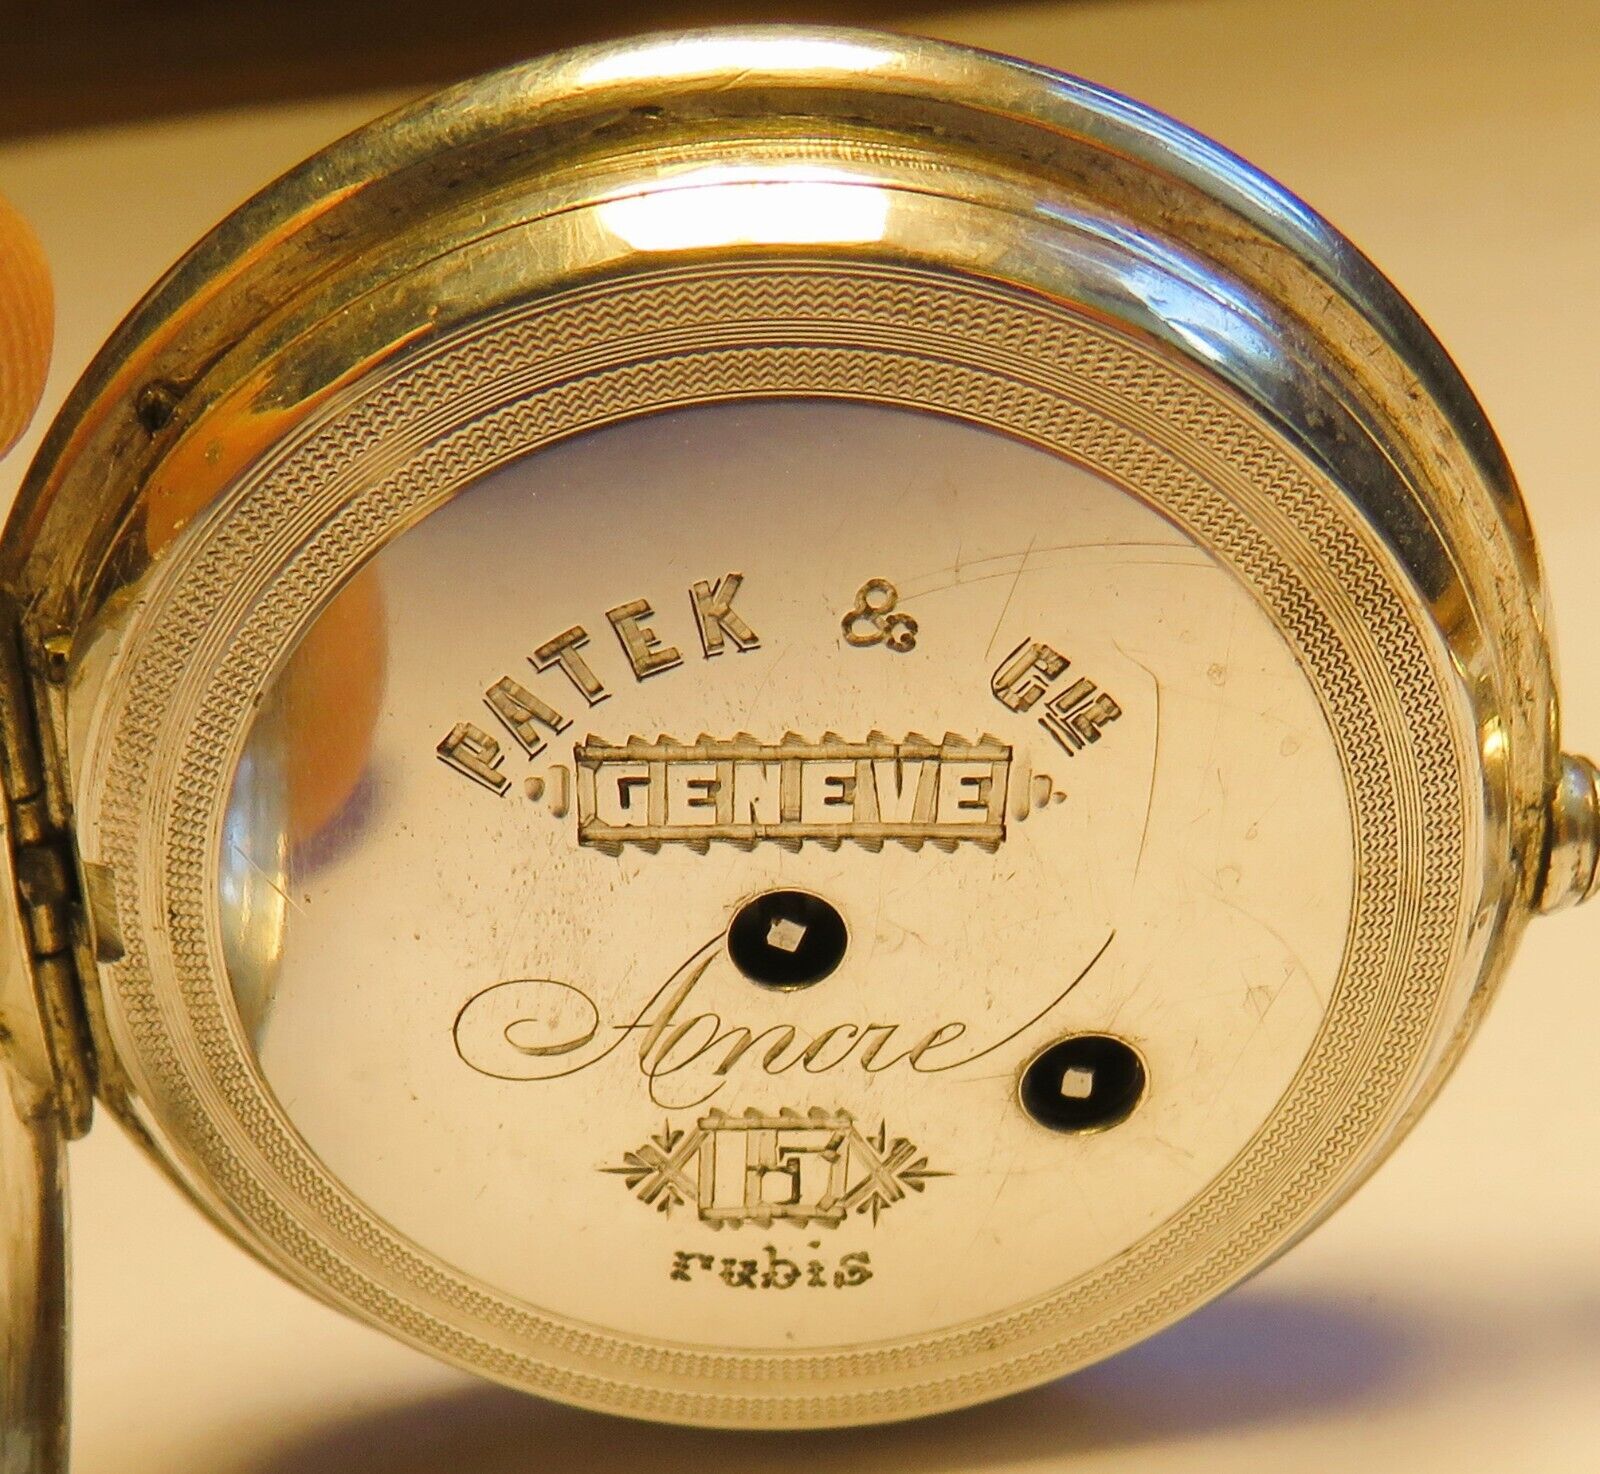 PATEK & Cie
GENEVE
Ancre
15
rubis